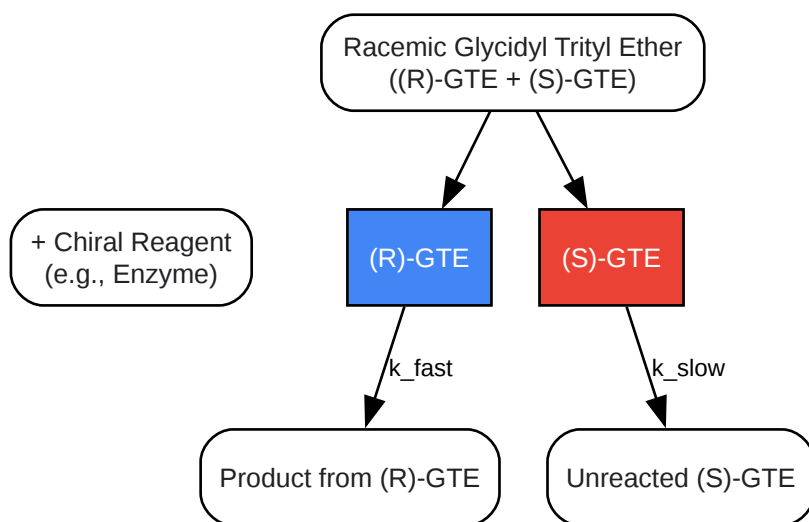 Racemic Glycidyl Trityl Ether
((R)-GTE + (S)-GTE)
+ Chiral Reagent
(e.g., Enzyme)
(R)-GTE
(S)-GTE
k_fast
k_slow
Product from (R)-GTE
Unreacted (S)-GTE